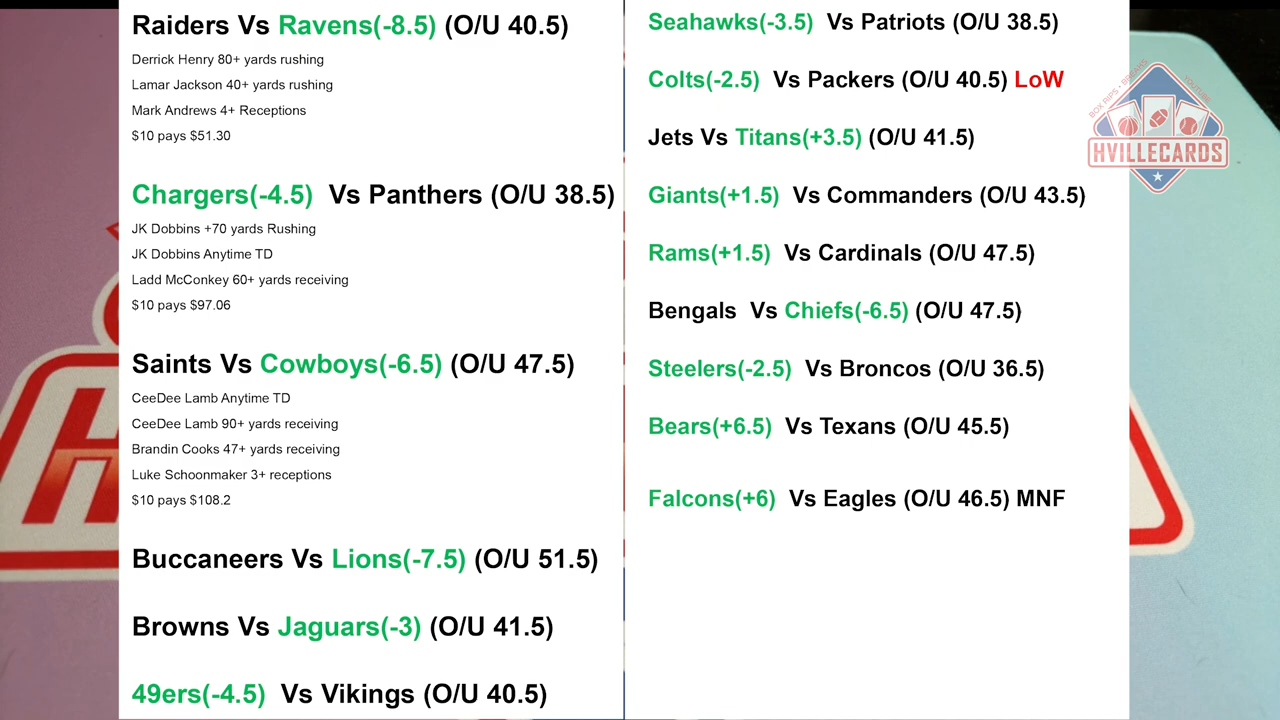 Raiders Vs Ravens(-8.5) (O/U 40.5)
Derrick Henry 80+ yards rushing
Lamar Jackson 40+ yards rushing
Mark Andrews 4+ Receptions
$10 pays $51.30
Chargers(-4.5) Vs Panthers (O/U 38.5)
JK Dobbins +70 yards Rushing
JK Dobbins Anytime TD
Ladd McConkey 60+ yards receiving
$10 pays $97.06
Saints Vs Cowboys(-6.5) (O/U 47.5)
CeeDee Lamb Anytime TD
CeeDee Lamb 90+ yards receiving
Brandin Cooks 47+ yards receiving
Luke Schoonmaker 3+ receptions
$10 pays $108.2
Buccaneers Vs Lions(-7.5) (O/U 51.5)
Browns Vs Jaguars(-3) (O/U 41.5)
49ers(-4.5) Vs Vikings (O/U 40.5)
Seahawks(-3.5) Vs Patriots (O/U 38.5)
Colts(-2.5) Vs Packers (O/U 40.5) LoW
Jets Vs Titans(+3.5) (O/U 41.5)
Giants(+1.5) Vs Commanders (O/U 43.5)
Rams(+1.5) Vs Cardinals (O/U 47.5)
Bengals Vs Chiefs(-6.5) (O/U 47.5)
Steelers(-2.5) Vs Broncos (O/U 36.5)
Bears(+6.5) Vs Texans (O/U 45.5)
Falcons(+6) Vs Eagles (O/U 46.5) MNF
BOX RIPS • BREAKS
YOUTUBE
HVILLECARDS
H